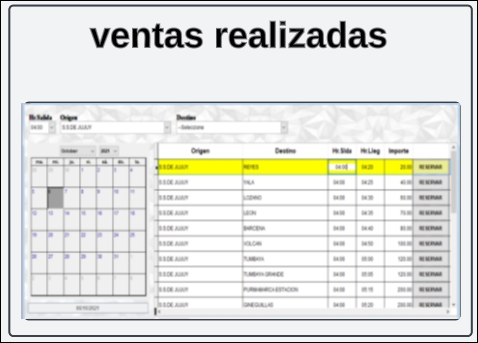 ventas realizadas
Hr.Salida Origen Destino
04:00 S.S.DE JUJUY --Seleccione
October 2021
Origen Destino Hr.Slda Hr.Lleg Importe
S.S.DE JUJUY REYES 04:00 04:20 20.00 RESERVAR
S.S.DE JUJUY YALA 04:00 04:25 40.00 RESERVAR
S.S.DE JUJUY LOZANO 04:00 04:30 60.00 RESERVAR
S.S.DE JUJUY LEON 04:00 04:35 70.00 RESERVAR
S.S.DE JUJUY BARCENA 04:00 04:40 80.00 RESERVAR
S.S.DE JUJUY VOLCAN 04:00 04:50 100.00 RESERVAR
S.S.DE JUJUY TUMBAYA 04:00 05:00 120.00 RESERVAR
S.S.DE JUJUY TUMBAYA GRANDE 04:00 05:05 120.00 RESERVAR
S.S.DE JUJUY PURMAMARCA-ESTACION 04:00 05:15 200.00 RESERVAR
S.S.DE JUJUY CINEGUILLAS 04:00 05:20 200.00 RESERVAR